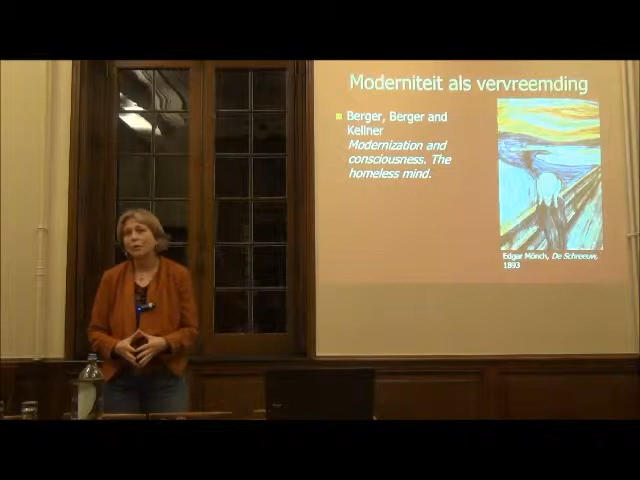 Moderniteit als vervreemding
Berger, Berger and
Kellner
Modernization and
consciousness. The
homeless mind.
Edgar Mönch, De Schreeuw,
1893